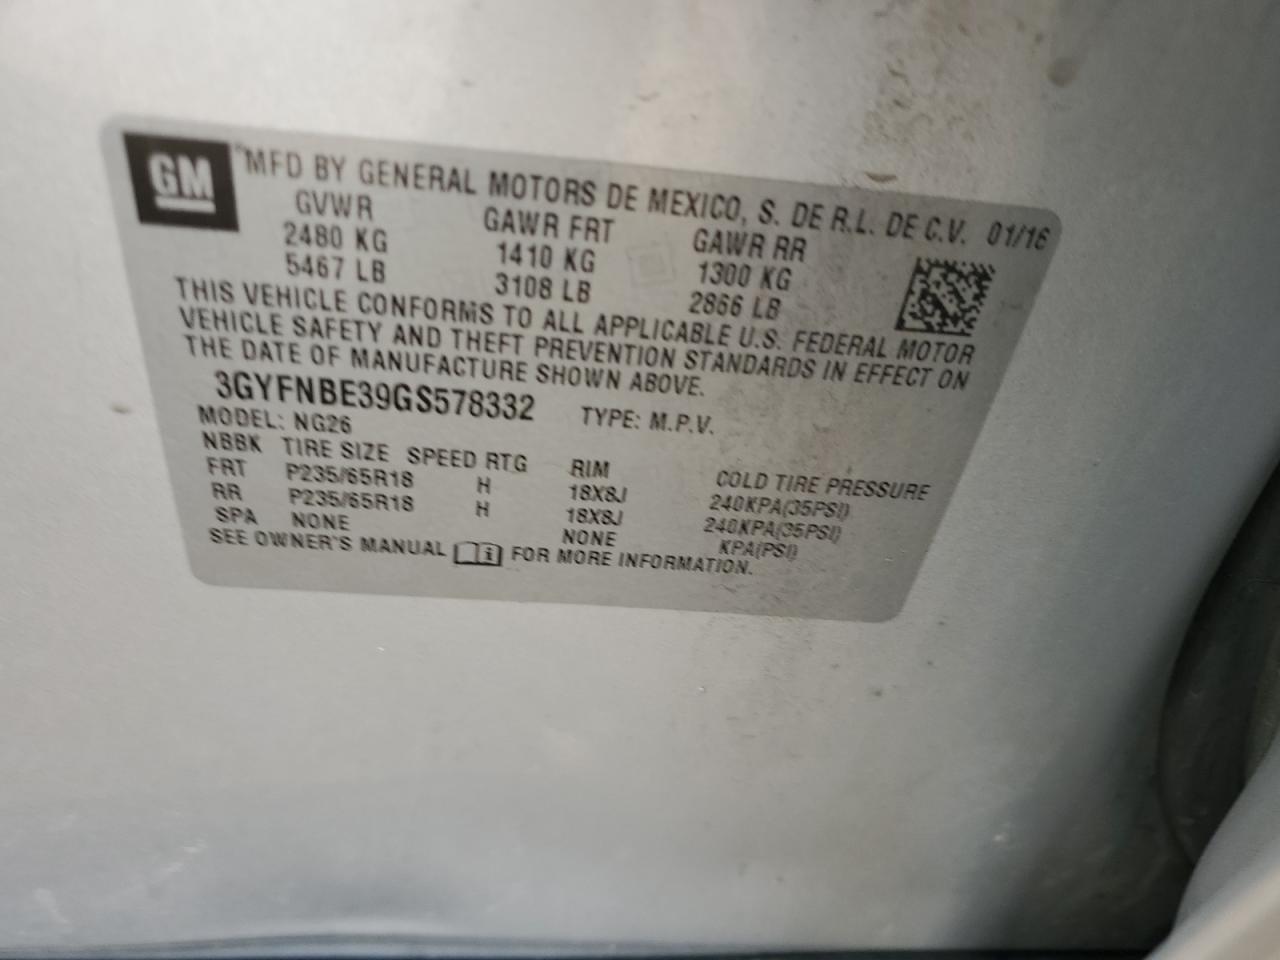 GM
MFD BY GENERAL MOTORS DE MEXICO, S. DE R.L. DE C.V. 01/16
GVWR GAWR FRT GAWR RR
2480 KG 1410 KG 1300 KG
5467 LB 3108 LB 2866 LB
THIS VEHICLE CONFORMS TO ALL APPLICABLE U.S. FEDERAL MOTOR
VEHICLE SAFETY AND THEFT PREVENTION STANDARDS IN EFFECT ON
THE DATE OF MANUFACTURE SHOWN ABOVE.
3GYFNBE39GS578332 TYPE: M.P.V.
MODEL: NG26
NBBK TIRE SIZE SPEED RTG RIM COLD TIRE PRESSURE
FRT P235/65R18 H 18X8J 240KPA(35PSI)
RR P235/65R18 H 18X8J 240KPA(35PSI)
SPA NONE NONE KPA(PSI)
SEE OWNER'S MANUAL FOR MORE INFORMATION.